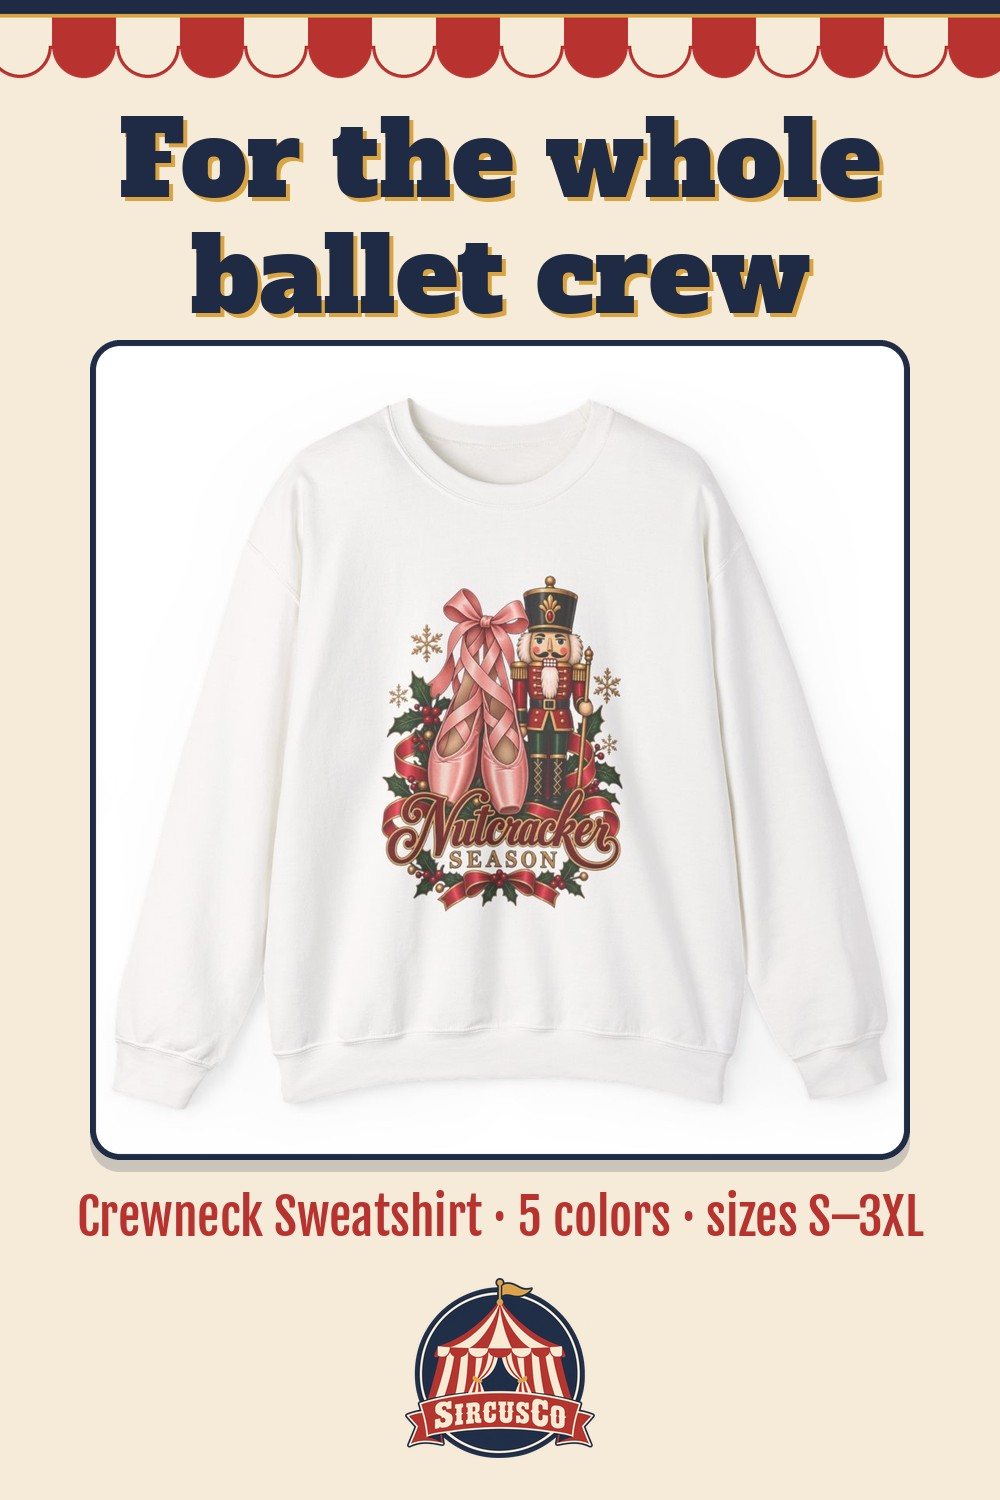 For the whole
ballet crew
Nutcracker
SEASON
Crewneck Sweatshirt · 5 colors · sizes S–3XL
SIRCUSCO